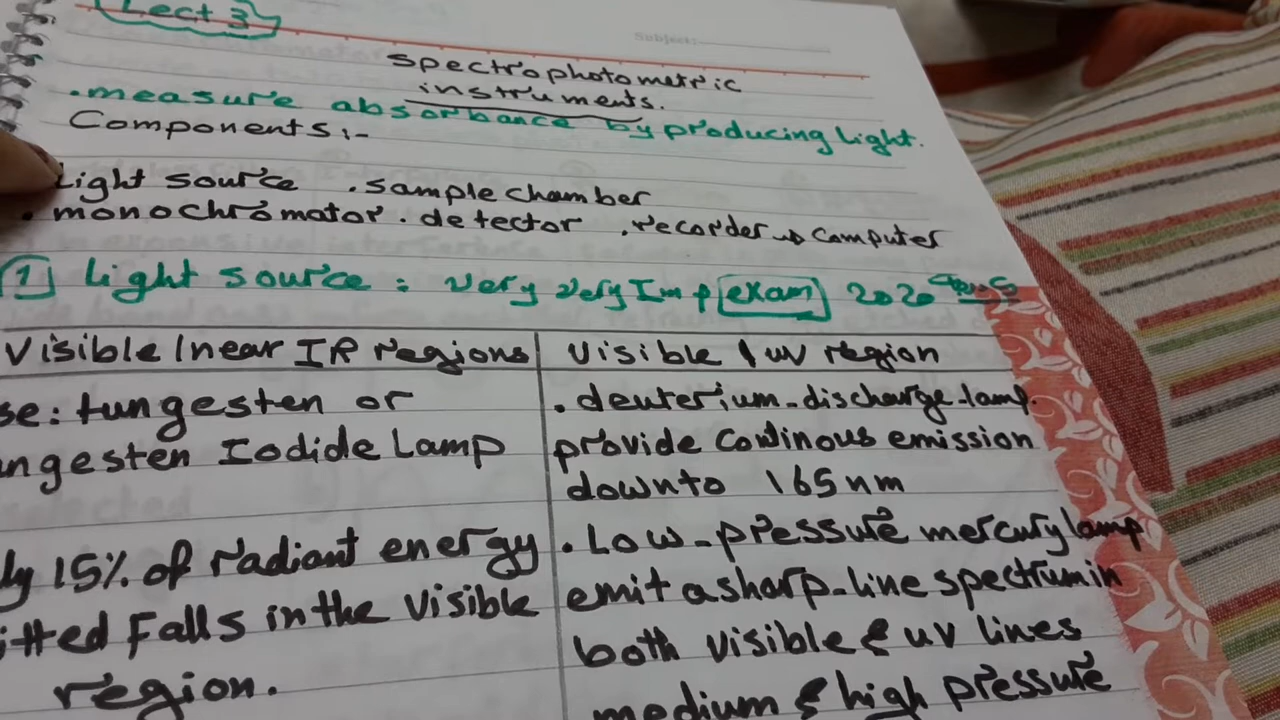 Lect 3
Subject:
Spectrophotometric
instruments.
.measure absorbance by producing light.
Components:-
Light source . sample chamber
. monochromator . detector . recorder → computer
1 light source : very very Imp exam 2020
Visible / near IR regions | visible / uv region
se: tungesten or
ngesten Iodide Lamp
. deuterium-discharge-lamp.
provide continous emission
downto 165nm
ly 15% of radiant energy
itted Falls in the visible
region.
. Low-pressure mercury lamp
emit a sharp-line spectrum in
both visible & uv lines
medium & high pressure